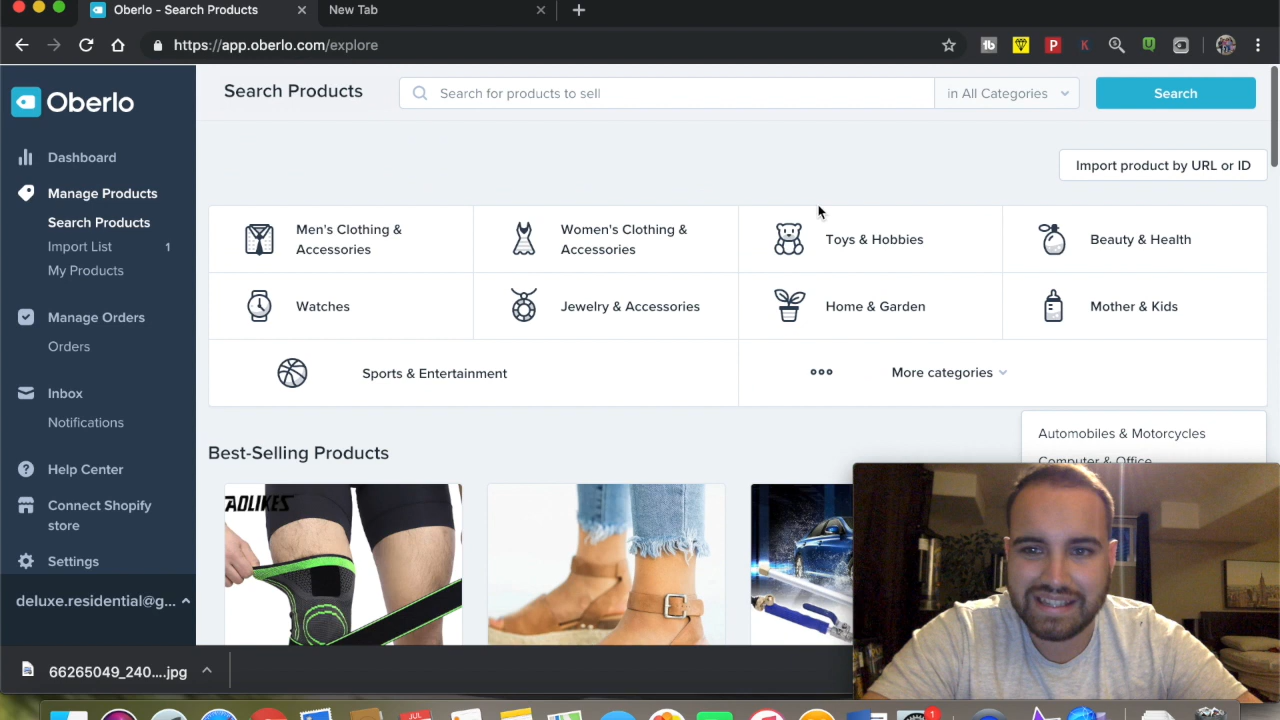 Oberlo - Search Products
New Tab
https://app.oberlo.com/explore
Oberlo
Search Products
Search for products to sell
in All Categories
Search
Dashboard
Manage Products
Search Products
Import List 1
My Products
Manage Orders
Orders
Inbox
Notifications
Help Center
Connect Shopify
store
Settings
deluxe.residential@g...
Import product by URL or ID
Men's Clothing &
Accessories
Women's Clothing &
Accessories
Toys & Hobbies
Beauty & Health
Watches
Jewelry & Accessories
Home & Garden
Mother & Kids
Sports & Entertainment
More categories
Automobiles & Motorcycles
Computer & Office
Best-Selling Products
AOLIKES
66265049_240....jpg
JUL
1